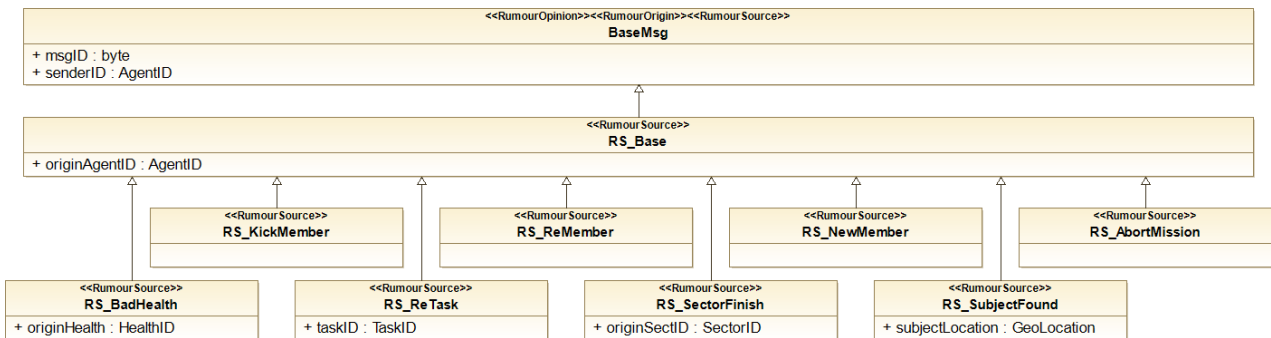 <<RumourOpinion>><<RumourOrigin>><<RumourSource>>
BaseMsg
+ msgID : byte
+ senderID : AgentID
<<RumourSource>>
RS_Base
+ originAgentID : AgentID
<<RumourSource>>
RS_KickMember
<<RumourSource>>
RS_ReMember
<<RumourSource>>
RS_NewMember
<<RumourSource>>
RS_AbortMission
<<RumourSource>>
RS_BadHealth
+ originHealth : HealthID
<<RumourSource>>
RS_ReTask
+ taskID : TaskID
<<RumourSource>>
RS_SectorFinish
+ originSectID : SectorID
<<RumourSource>>
RS_SubjectFound
+ subjectLocation : GeoLocation